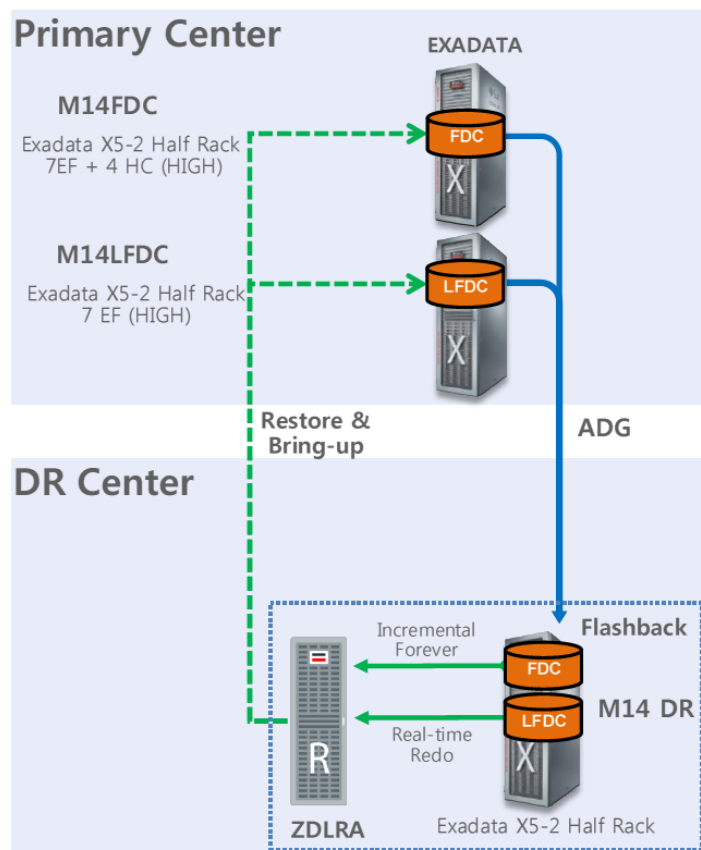 Primary Center
EXADATA
M14FDC
Exadata X5-2 Half Rack
7EF + 4 HC (HIGH)
FDC
X
M14LFDC
Exadata X5-2 Half Rack
7 EF (HIGH)
LFDC
X
Restore &
Bring-up
ADG
DR Center
Incremental
Forever
Flashback
FDC
M14 DR
LFDC
Real-time
Redo
R
X
ZDLRA
Exadata X5-2 Half Rack